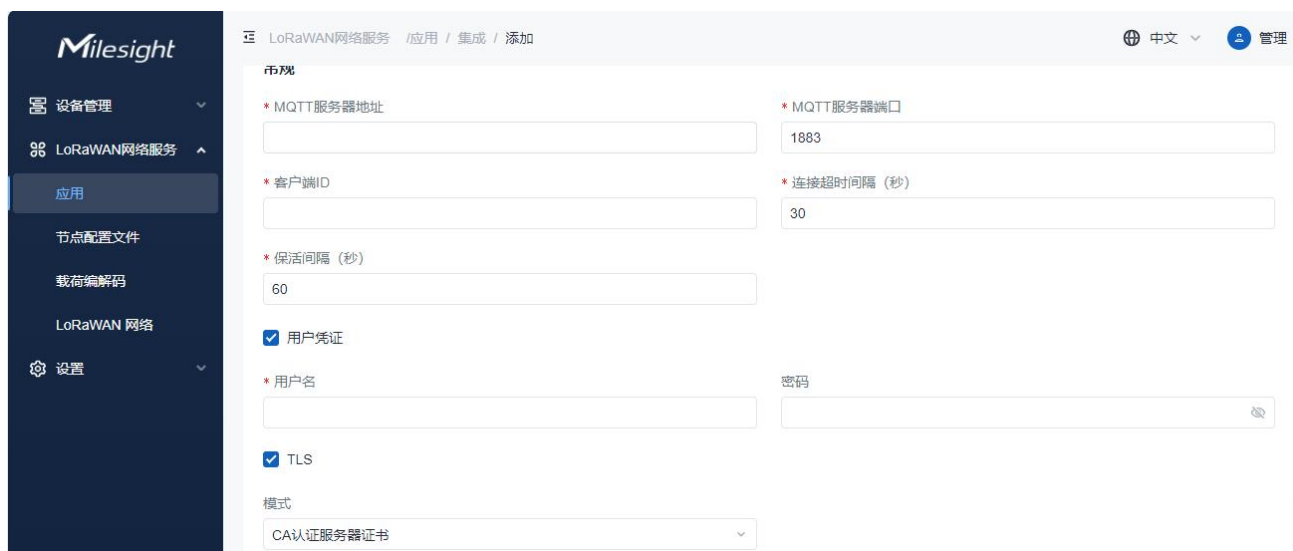 Milesight
LoRaWAN网络服务 /应用 / 集成 / 添加
中文
管理
设备管理
LoRaWAN网络服务
应用
节点配置文件
载荷编解码
LoRaWAN 网络
设置
常规
* MQTT服务器地址
* MQTT服务器端口
1883
* 客户端ID
* 连接超时间隔（秒）
30
* 保活间隔（秒）
60
用户凭证
* 用户名
密码
TLS
模式
CA认证服务器证书